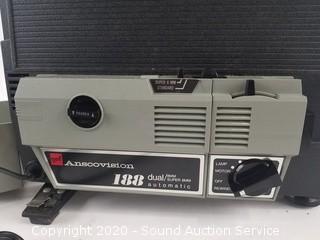 SUPER 8 MM
STANDARD
Anscovision
188 dual/8MM SUPER 8MM
automatic
LAMP
MOTOR
OFF
REWIND
Copyright 2020 - Sound Auction Service